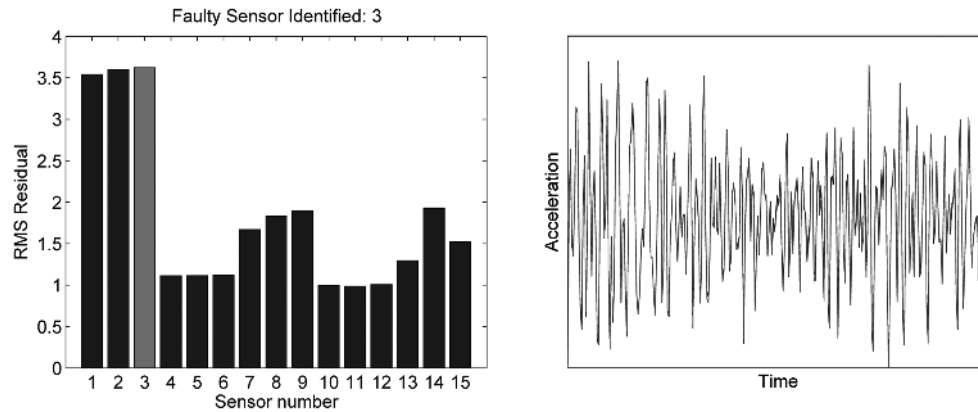 Faulty Sensor Identified: 3
RMS Residual
4
3.5
3
2.5
2
1.5
1
0.5
0
1 2 3 4 5 6 7 8 9 10 11 12 13 14 15
Sensor number
Acceleration
Time